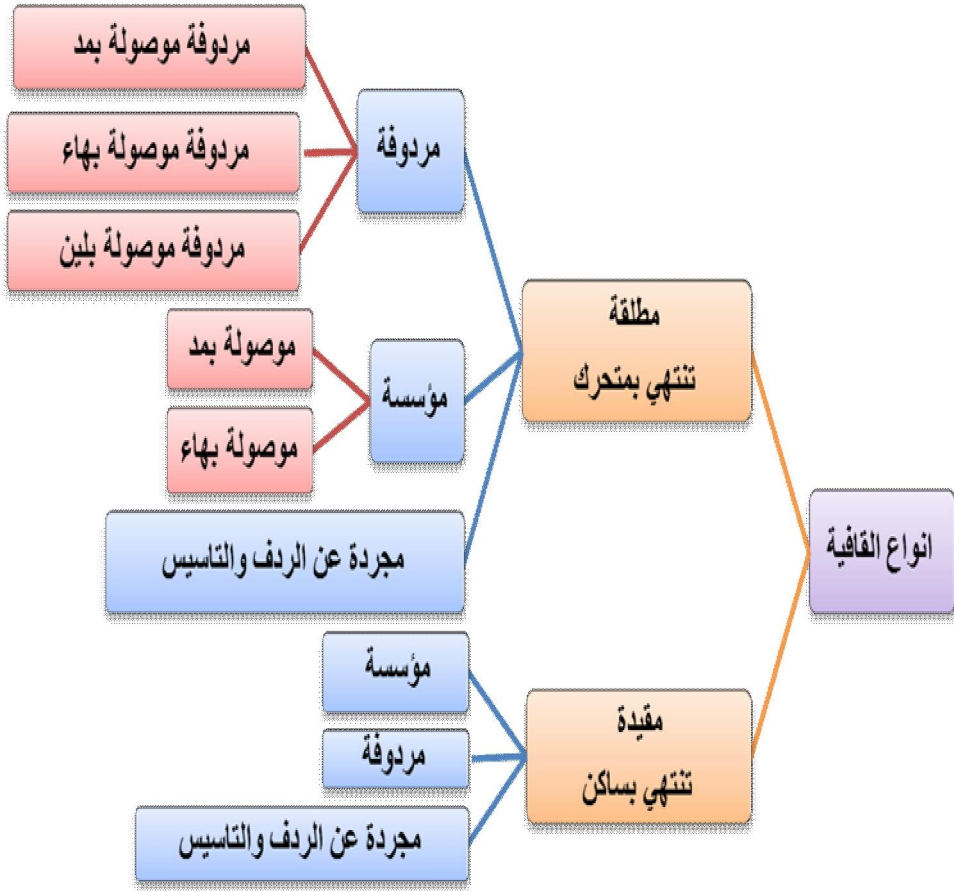 انواع القافية
مطلقة
تنتهي بمتحرك
مردوفة
مردوفة موصولة بمد
مردوفة موصولة بهاء
مردوفة موصولة بلين
مؤسسة
موصولة بمد
موصولة بهاء
مجردة عن الردف والتاسيس
مقيدة
تنتهي بساكن
مؤسسة
مردوفة
مجردة عن الردف والتاسيس